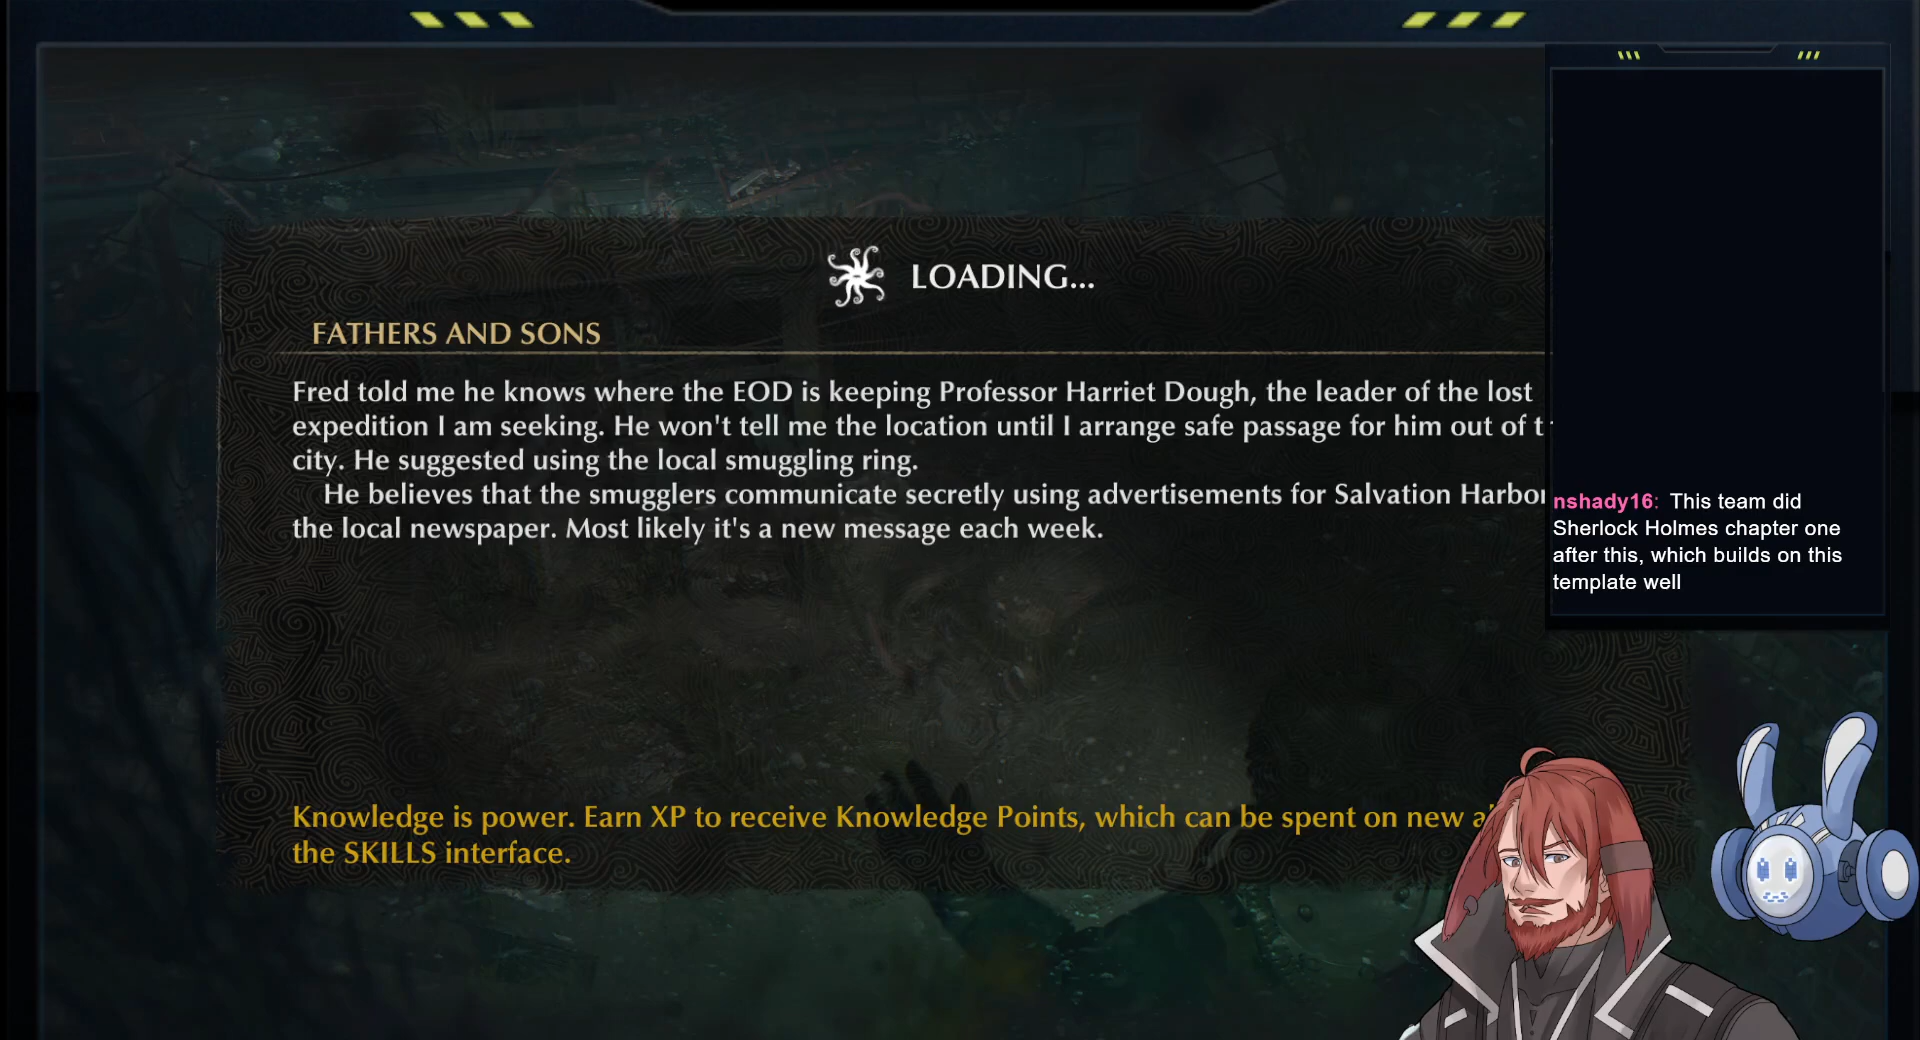 LOADING...
FATHERS AND SONS
Fred told me he knows where the EOD is keeping Professor Harriet Dough, the leader of the lost
expedition I am seeking. He won't tell me the location until I arrange safe passage for him out of
city. He suggested using the local smuggling ring.
He believes that the smugglers communicate secretly using advertisements for Salvation Harbor
the local newspaper. Most likely it's a new message each week.
Knowledge is power. Earn XP to receive Knowledge Points, which can be spent on new
the SKILLS interface.
nshady16: This team did
Sherlock Holmes chapter one
after this, which builds on this
template well